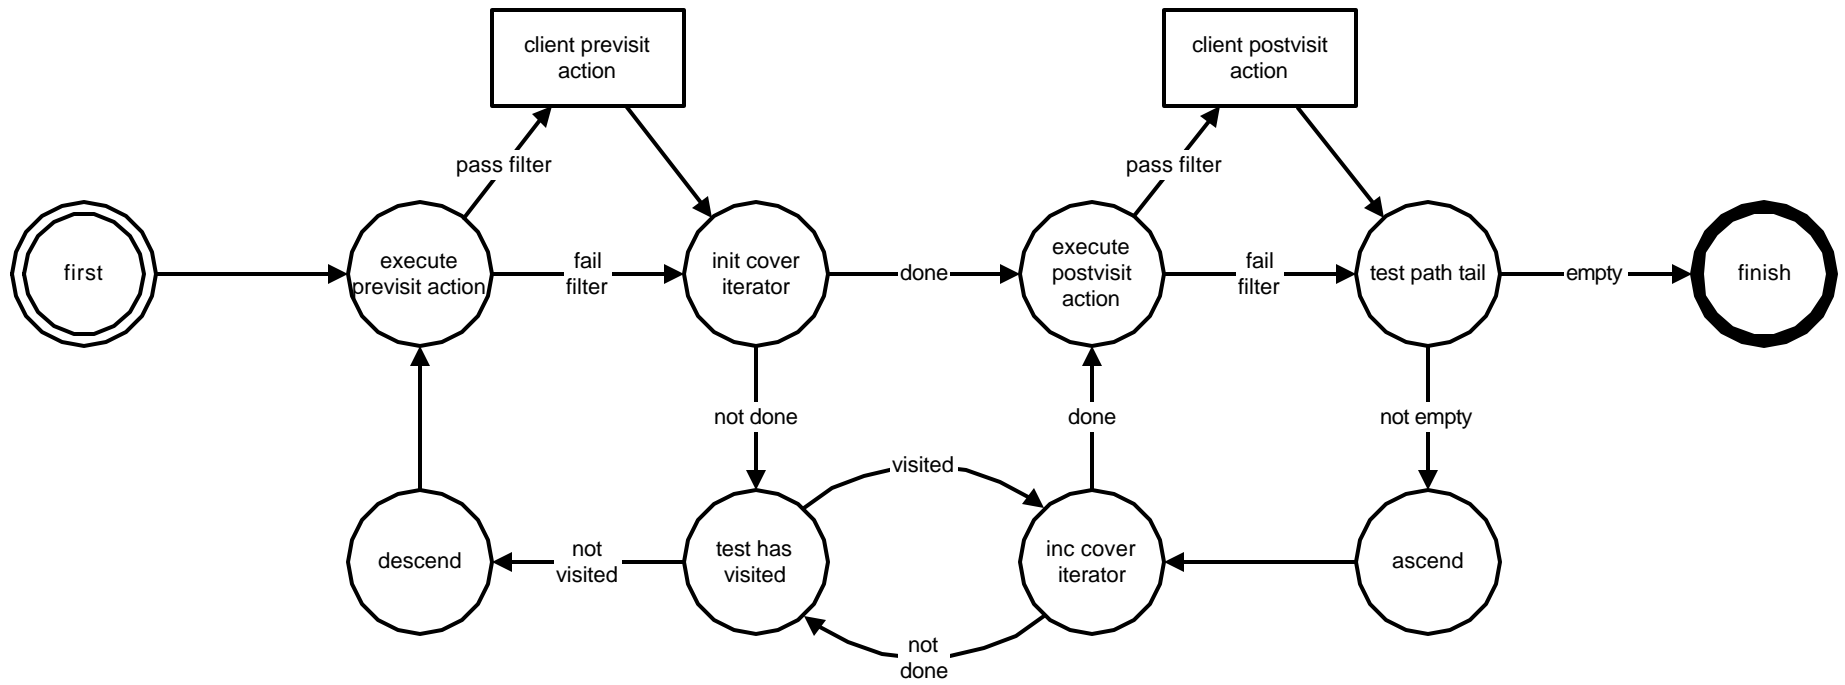 client previsit
action
client postvisit
action
pass filter
pass filter
first
execute
previsit action
fail
filter
init cover
iterator
done
execute
postvisit
action
fail
filter
test path tail
empty
finish
not done
done
not empty
visited
descend
not
visited
test has
visited
inc cover
iterator
ascend
not
done